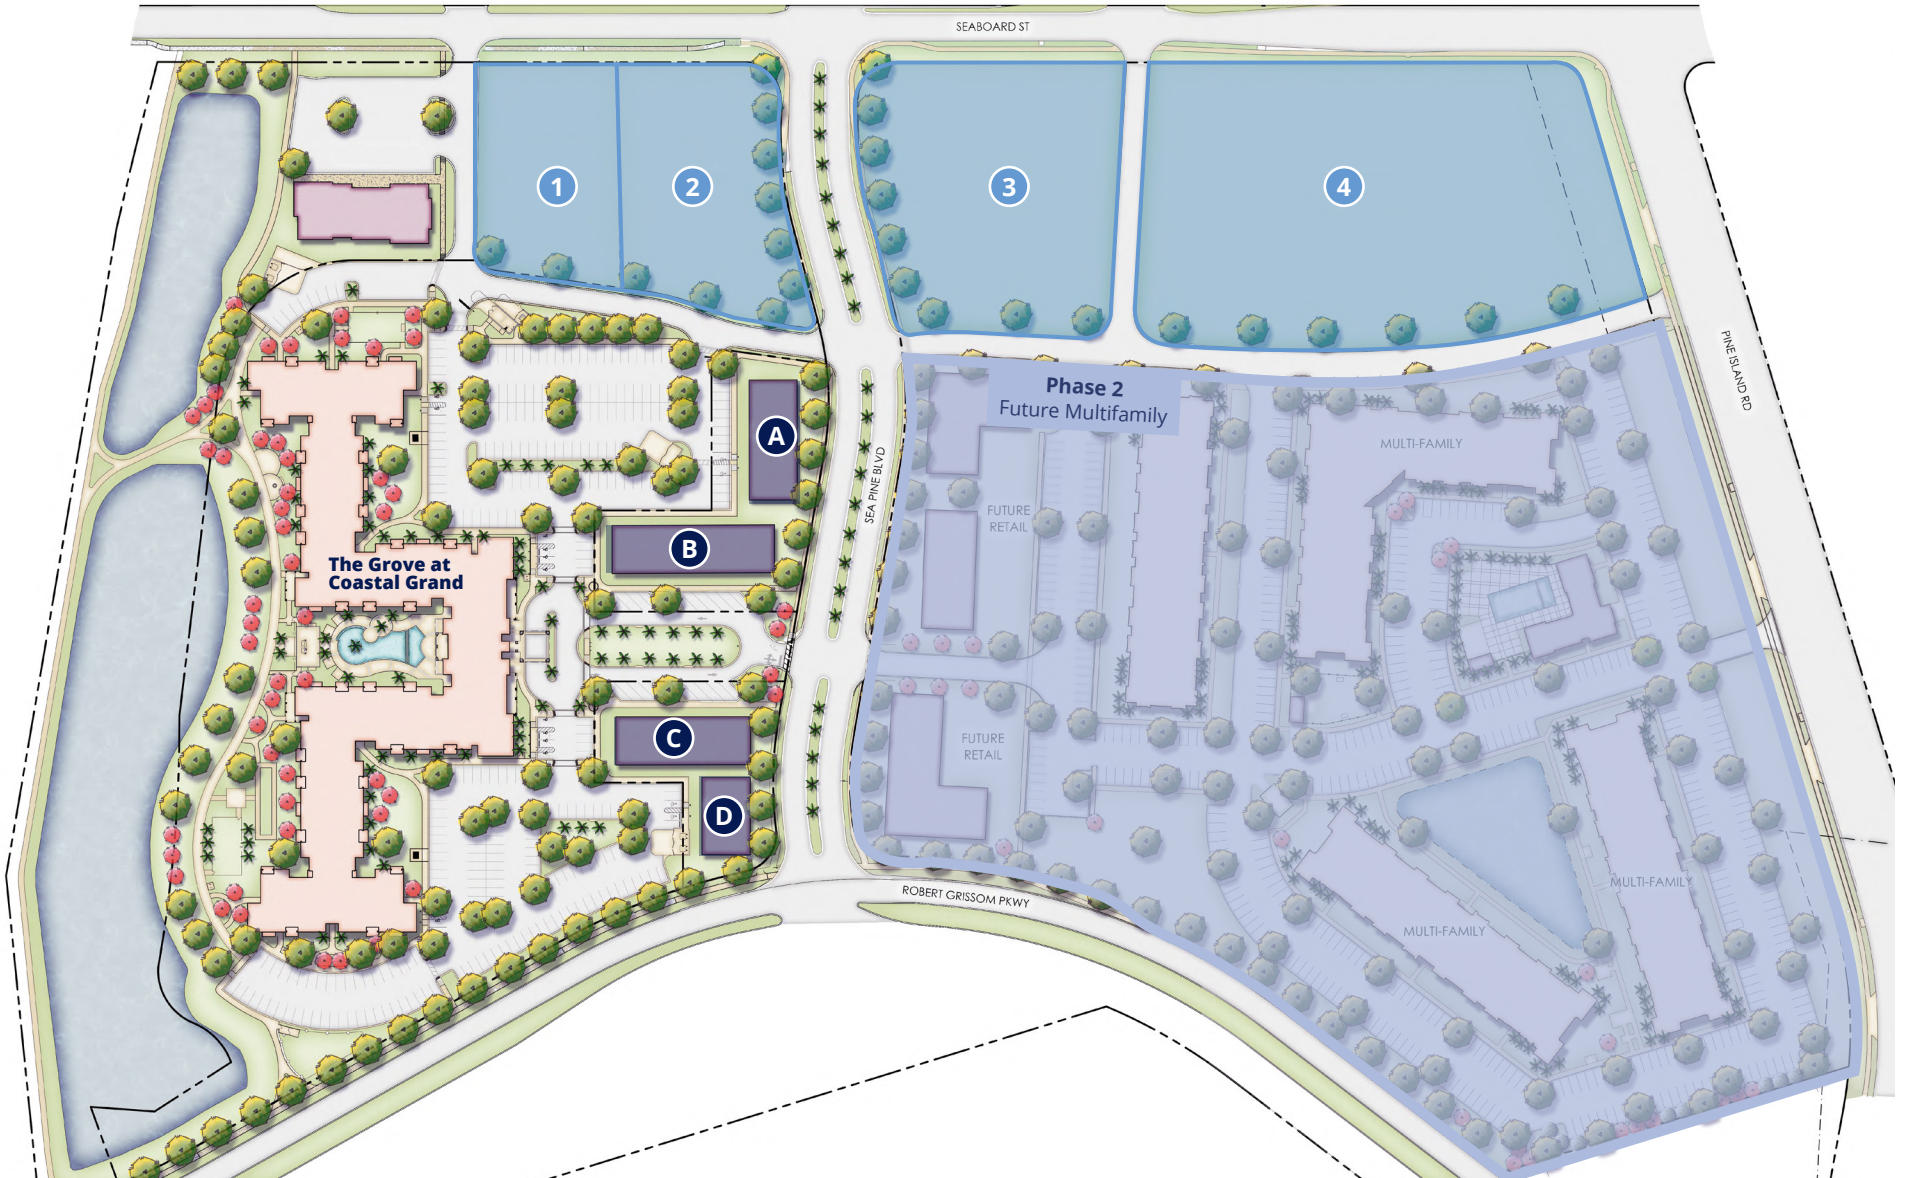 SEABOARD ST
1
2
3
4
PINE ISLAND RD
Phase 2
Future Multifamily
A
MULTI-FAMILY
SEA PINE BLVD
FUTURE
RETAIL
B
The Grove at
Coastal Grand
C
FUTURE
RETAIL
D
MULTI-FAMILY
ROBERT GRISSOM PKWY
MULTI-FAMILY